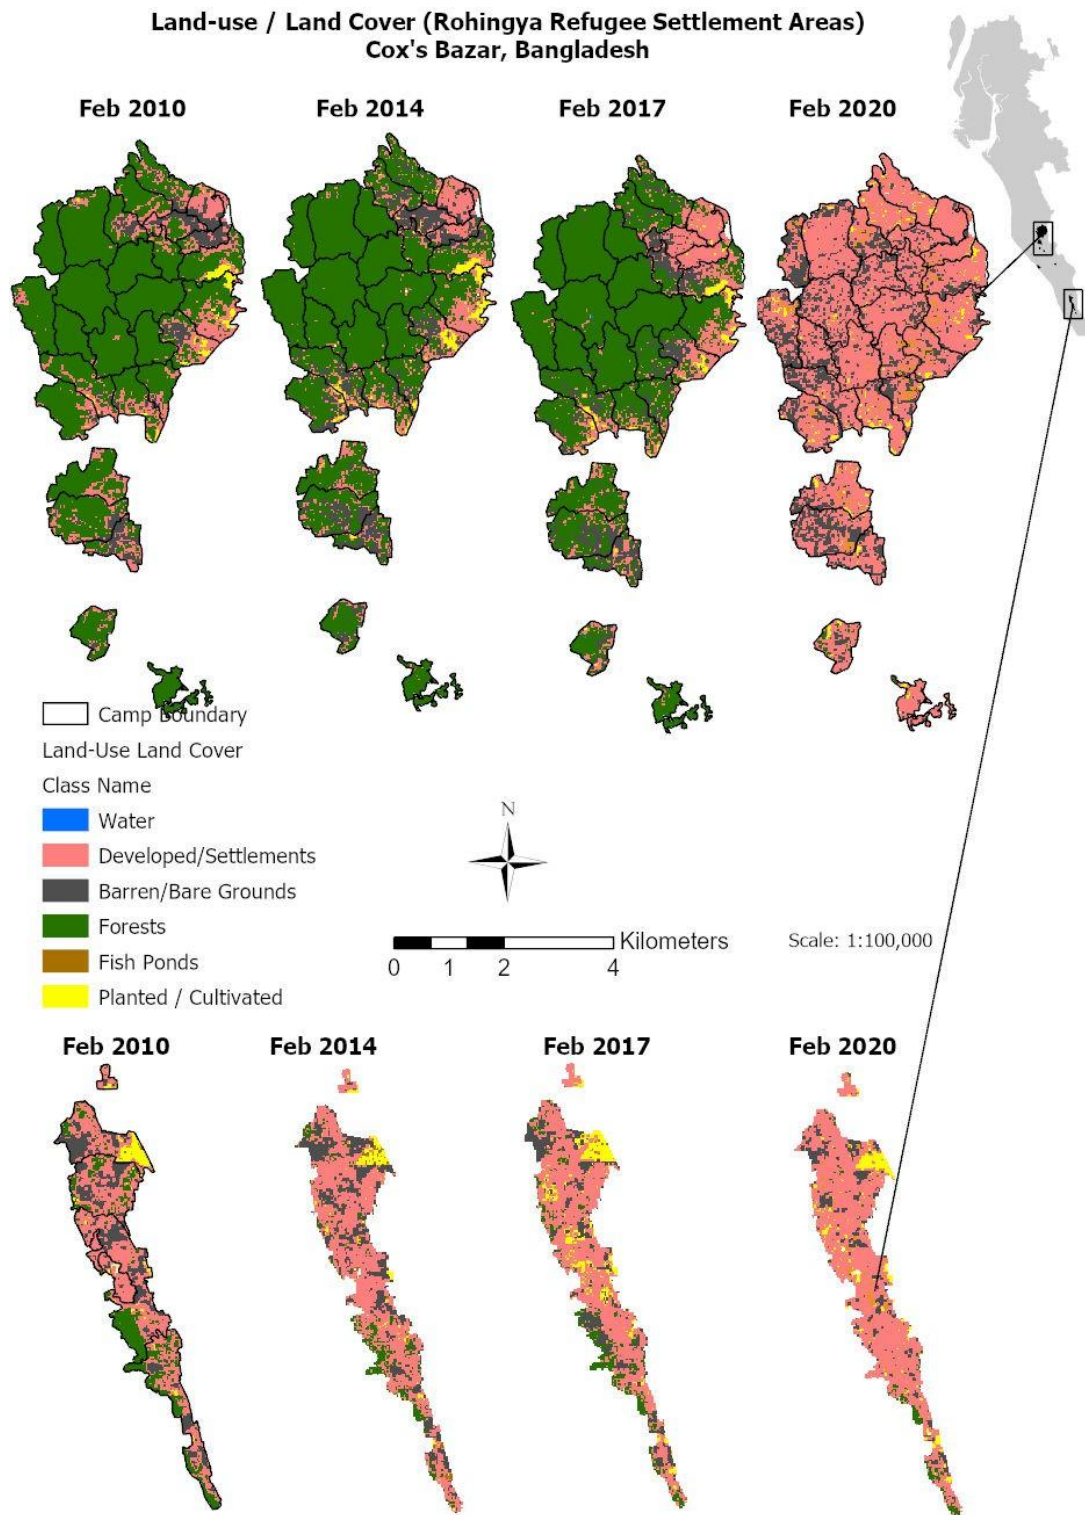 Land-use / Land Cover (Rohingya Refugee Settlement Areas)
Cox's Bazar, Bangladesh
Feb 2010
Feb 2014
Feb 2017
Feb 2020
Camp Boundary
Land-Use Land Cover
Class Name
Water
Developed/Settlements
Barren/Bare Grounds
Forests
Fish Ponds
Planted / Cultivated
N
Kilometers
0 1 2 4
Scale: 1:100,000
Feb 2010
Feb 2014
Feb 2017
Feb 2020